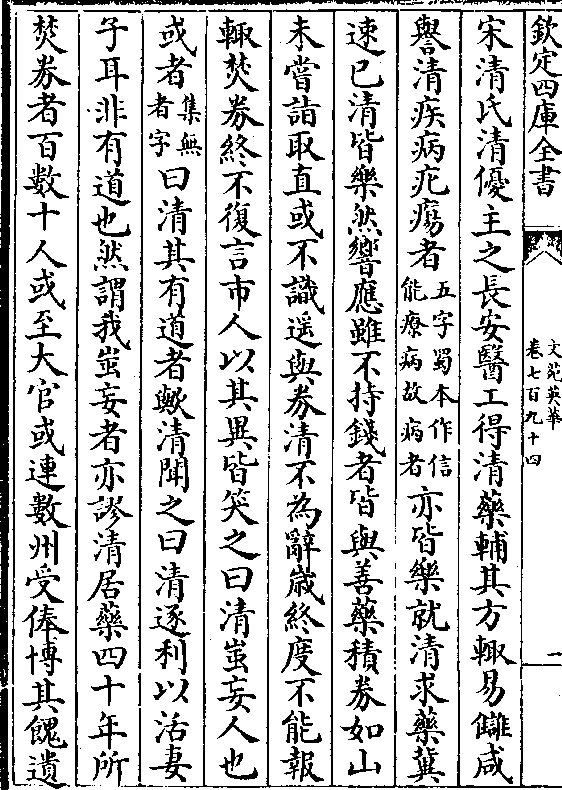 欽定四庫全書
文苑英華
卷七百九十四
一
宋清氏清優主之長安醫工得清藥輔其方輙易讎咸
譽清疾病疕瘍者五字蜀本作信能療病故病者亦皆樂就清求藥冀
速已清皆樂然響應雖不持錢者皆與善藥積券如山
未嘗詣取直或不識遥與券清不為辭歳終度不能報
輙焚券終不復言市人以其異皆笑之曰清蚩妄人也
或者集無者字曰清其有道者歟清聞之曰清逐利以活妻
子耳非有道也然謂我蚩妄者亦謬清居藥四十年所
焚券者百數十人或至大官或連數州受俸博其餽遺